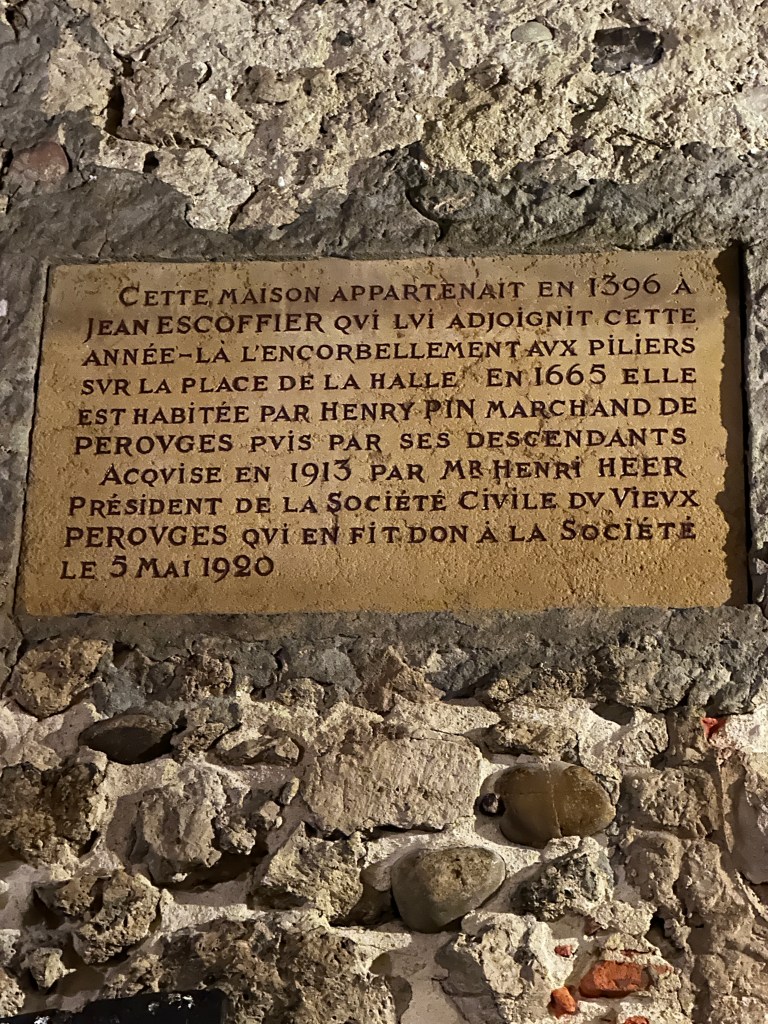 CETTE MAISON APPARTENAIT EN 1396 À
JEAN ESCOFFIER QVI LVI ADJOIGNIT CETTE
ANNÉE-LÀ L'ENCORBELLEMENT AVX PILIERS
SVR LA PLACE DE LA HALLE EN 1665 ELLE
EST HABITÉE PAR HENRY PIN MARCHAND DE
PEROVGES PVIS PAR SES DESCENDANTS
ACQVISE EN 1913 PAR MR HENRI HEER
PRÉSIDENT DE LA SOCIÉTÉ CIVILE DV VIEVX
PEROVGES QVI EN FIT DON À LA SOCIÉTÉ
LE 5 MAI 1920